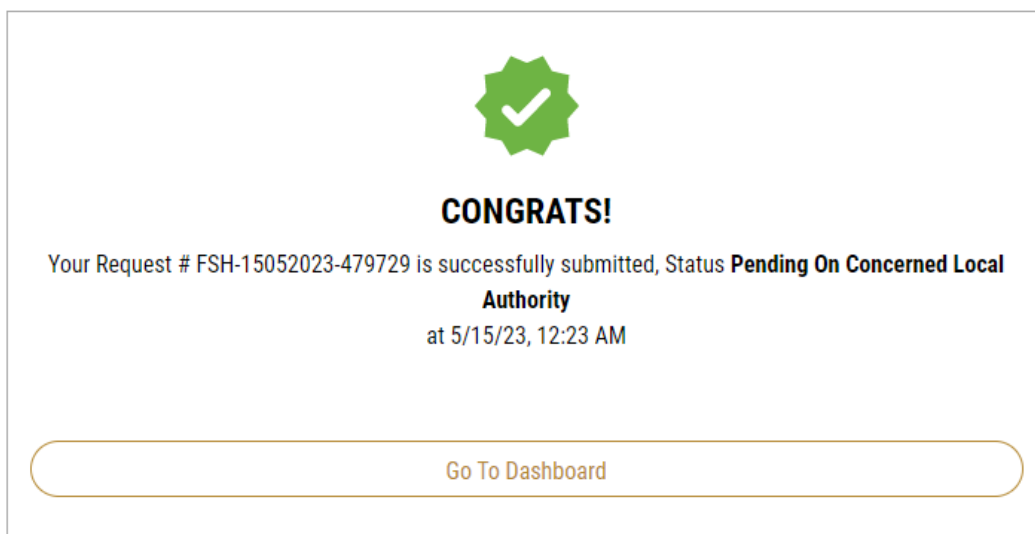 CONGRATS!
Your Request # FSH-15052023-479729 is successfully submitted, Status Pending On Concerned Local
Authority
at 5/15/23, 12:23 AM
Go To Dashboard